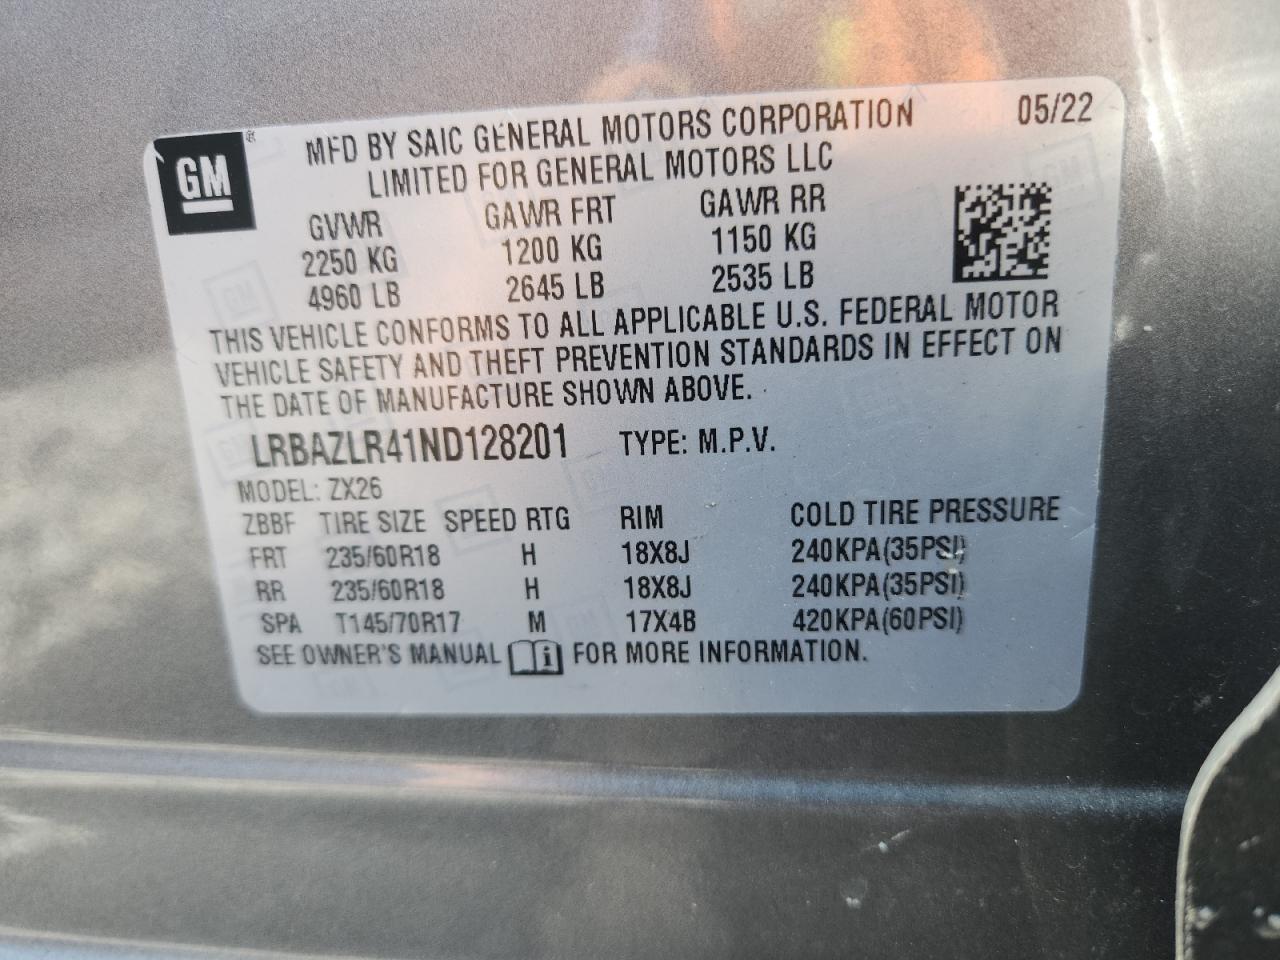 GM
MFD BY SAIC GENERAL MOTORS CORPORATION 05/22
LIMITED FOR GENERAL MOTORS LLC
GVWR GAWR FRT GAWR RR
2250 KG 1200 KG 1150 KG
4960 LB 2645 LB 2535 LB
THIS VEHICLE CONFORMS TO ALL APPLICABLE U.S. FEDERAL MOTOR
VEHICLE SAFETY AND THEFT PREVENTION STANDARDS IN EFFECT ON
THE DATE OF MANUFACTURE SHOWN ABOVE.
LRBAZLR41ND128201 TYPE: M.P.V.
MODEL: ZX26
ZBBF TIRE SIZE SPEED RTG RIM COLD TIRE PRESSURE
FRT 235/60R18 H 18X8J 240KPA(35PSI)
RR 235/60R18 H 18X8J 240KPA(35PSI)
SPA T145/70R17 M 17X4B 420KPA(60PSI)
SEE OWNER'S MANUAL i FOR MORE INFORMATION.